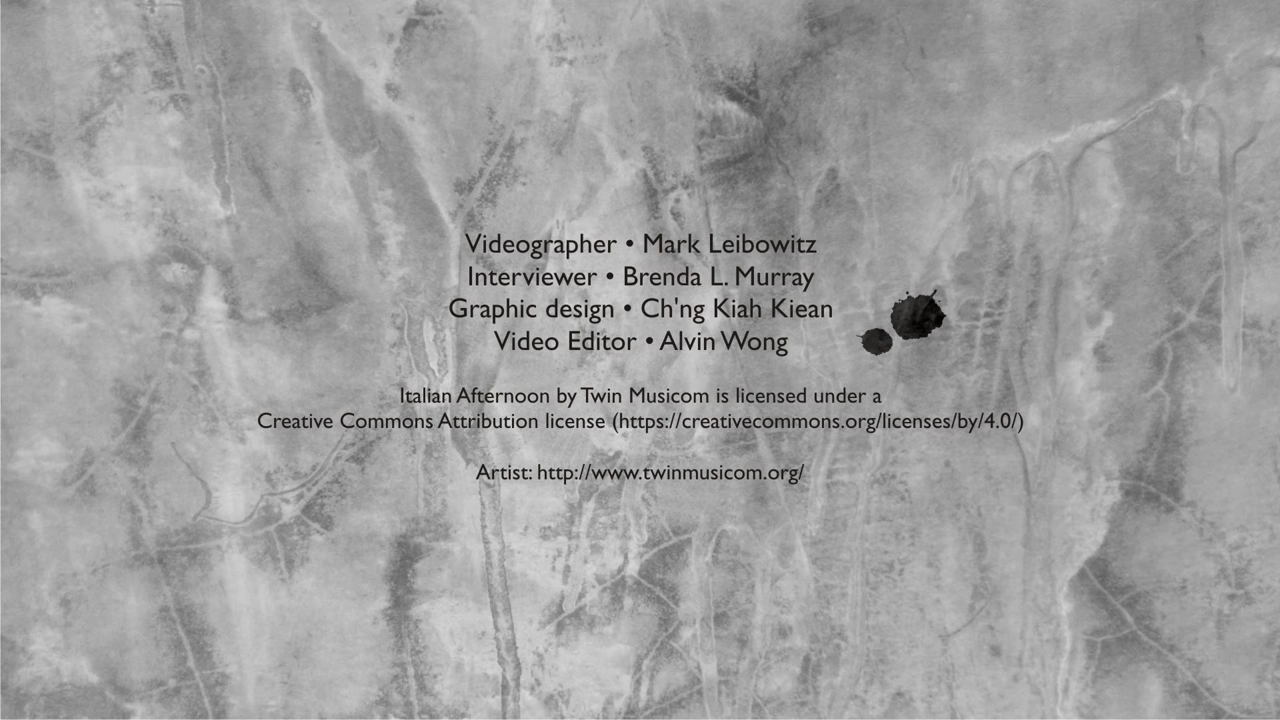 Videographer • Mark Leibowitz
Interviewer • Brenda L. Murray
Graphic design • Ch'ng Kiah Kiean
Video Editor • Alvin Wong
Italian Afternoon by Twin Musicom is licensed under a
Creative Commons Attribution license (https://creativecommons.org/licenses/by/4.0/)
Artist: http://www.twinmusicom.org/